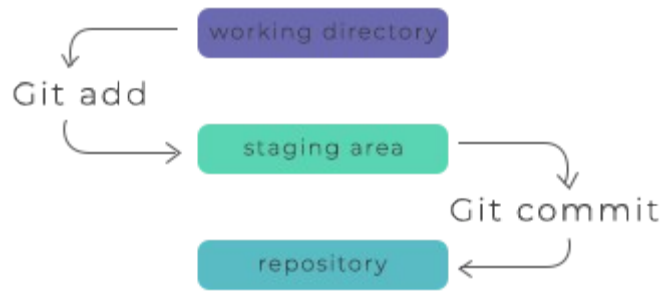 working directory
Git add
staging area
Git commit
repository